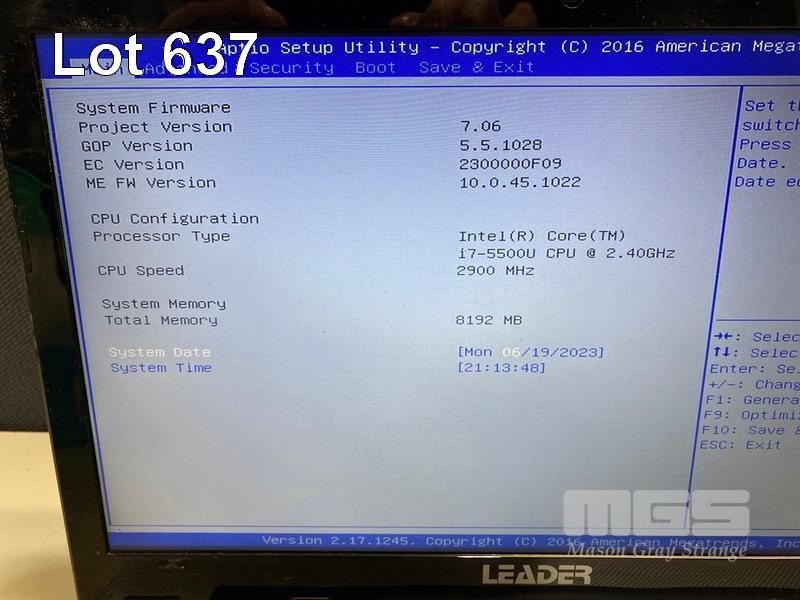 Lot 637
Aptio Setup Utility - Copyright (C) 2016 American
Main Advanced Security Boot Save & Exit
System Firmware
Project Version 7.06
GOP Version 5.5.1028
EC Version 2300000F09
ME FW Version 10.0.45.1022
CPU Configuration
Processor Type Intel(R) Core(TM)
i7-5500U CPU @ 2.40GHz
CPU Speed 2900 MHz
System Memory
Total Memory 8192 MB
System Date [Mon 06/19/2023]
System Time [21:13:48]
Set
switch
Press
Date.
Date
→←: Selec
↑↓: Selec
Enter: Se
+/-: Chang
F1: Genera
F9: Optimi
F10: Save &
ESC: Exit
Version 2.17.1245. Copyright (C) 2016 American Megatrends, Inc
MGS
Mason Gray Strange
LEADER